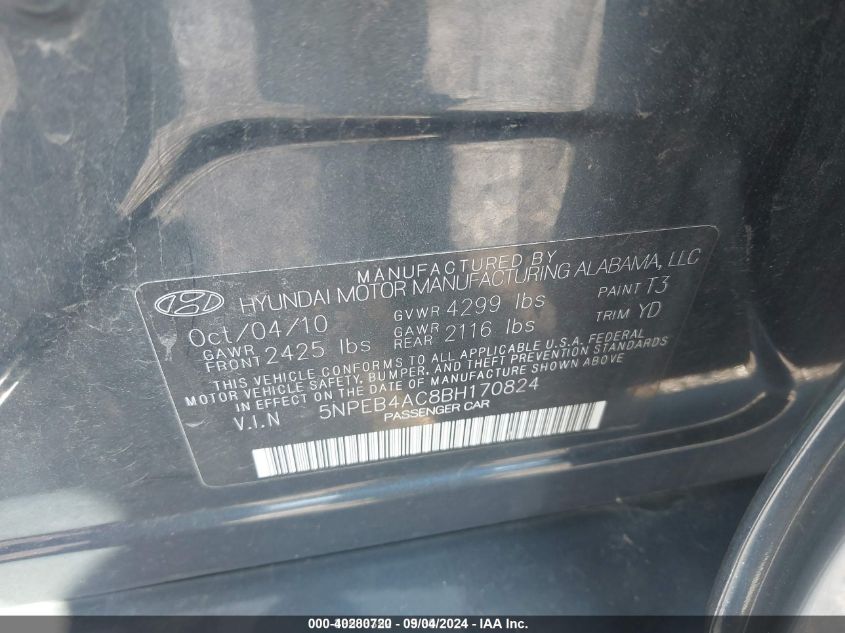 MANUFACTURED BY
HYUNDAI MOTOR MANUFACTURING ALABAMA, LLC
Oct/04/10 GVWR 4299 lbs PAINT T3
GAWR FRONT 2425 lbs GAWR REAR 2116 lbs TRIM YD
THIS VEHICLE CONFORMS TO ALL APPLICABLE U.S.A. FEDERAL
MOTOR VEHICLE SAFETY, BUMPER, AND THEFT PREVENTION STANDARDS
IN EFFECT ON THE DATE OF MANUFACTURE SHOWN ABOVE
V.I.N 5NPEB4AC8BH170824
PASSENGER CAR
000-40280720 - 09/04/2024 - IAA Inc.